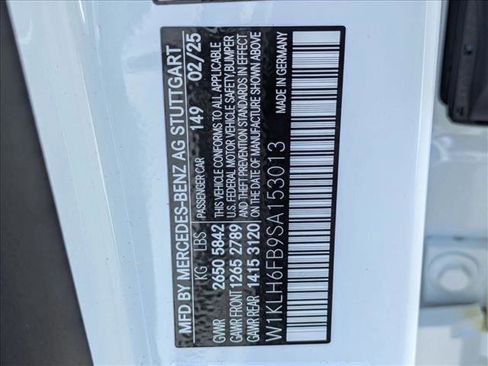 MFD BY MERCEDES-BENZ AG STUTTGART
PASSENGER CAR 149 02/25
KG LBS
GVWR 2650 5842
GAWR FRONT 1265 2789
GAWR REAR 1415 3120
THIS VEHICLE CONFORMS TO ALL APPLICABLE
U.S. FEDERAL MOTOR VEHICLE SAFETY, BUMPER
AND THEFT PREVENTION STANDARDS IN EFFECT
ON THE DATE OF MANUFACTURE SHOWN ABOVE
W1KLH6FB9SA153013
MADE IN GERMANY